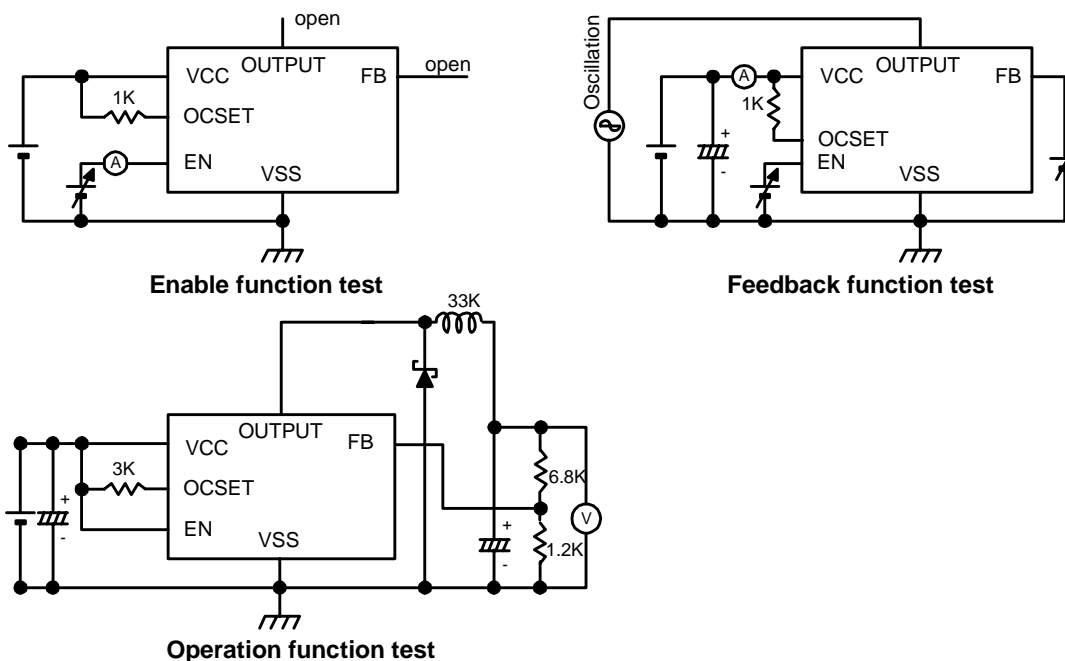 open
OUTPUT
VCC
FB
open
1K
OCSET
A
EN
VSS
Enable function test
Oscillation
A
VCC
OUTPUT
FB
1K
+
-
OCSET
EN
VSS
Feedback function test
33K
OUTPUT
VCC
FB
3K
OCSET
+
-
EN
VSS
6.8K
+
-
V
1.2K
Operation function test